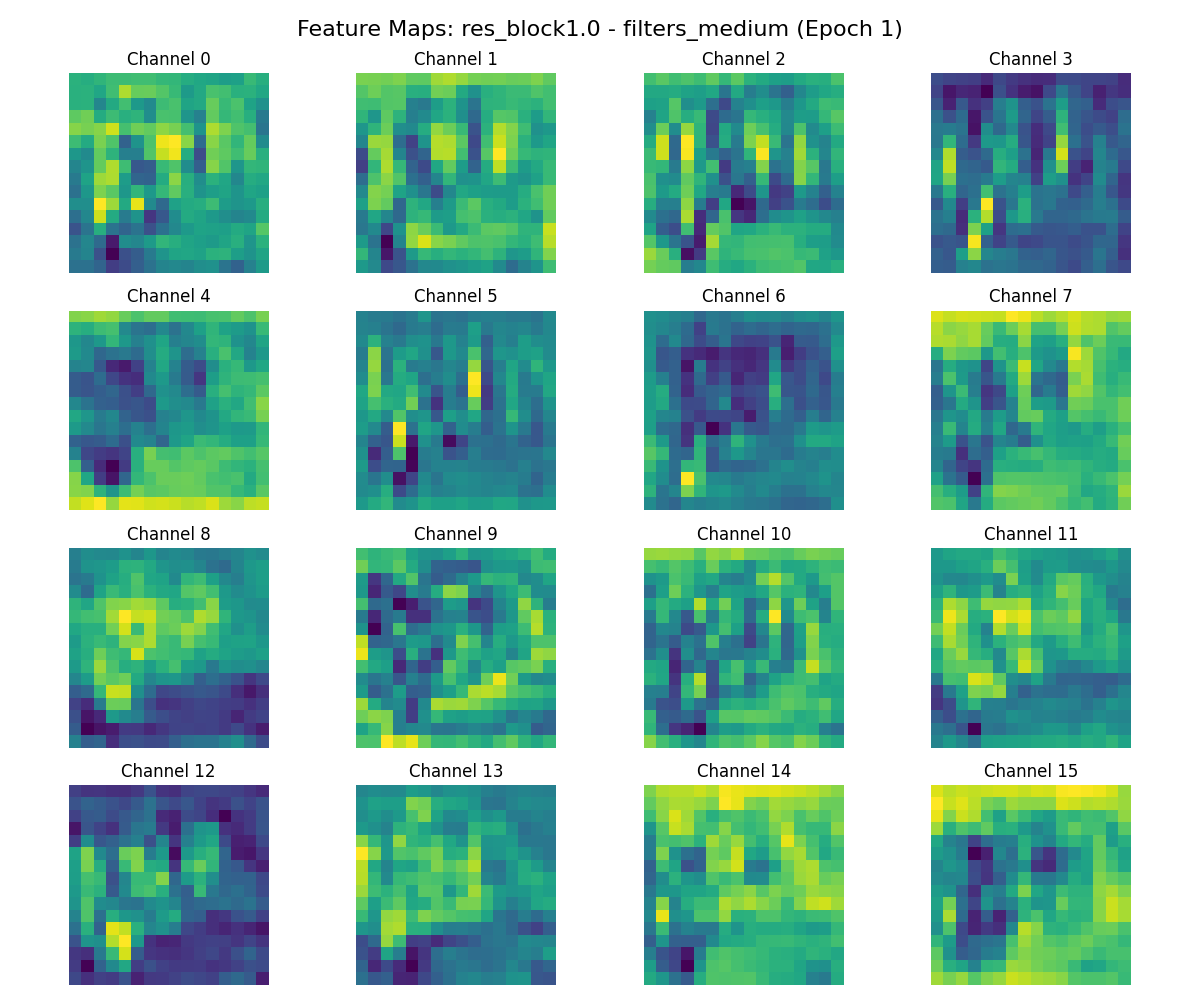 Feature Maps: res_block1.0 - filters_medium (Epoch 1)
Channel 0 Channel 1 Channel 2 Channel 3
Channel 4 Channel 5 Channel 6 Channel 7
Channel 8 Channel 9 Channel 10 Channel 11
Channel 12 Channel 13 Channel 14 Channel 15